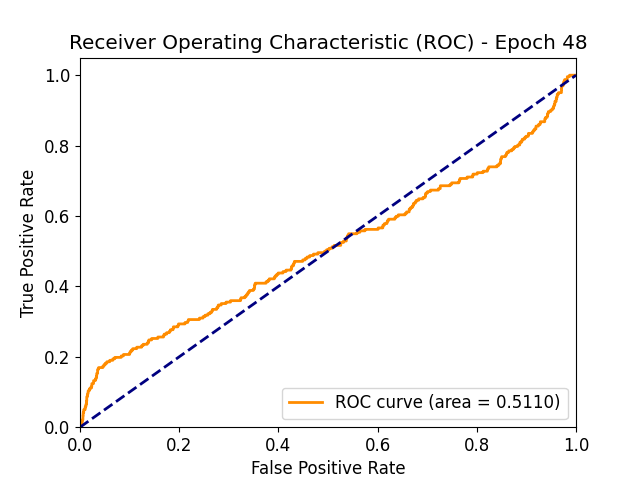 Receiver Operating Characteristic (ROC) - Epoch 48
1.0
0.8
0.6
0.4
0.2
0.0
True Positive Rate
ROC curve (area = 0.5110)
0.0 0.2 0.4 0.6 0.8 1.0
False Positive Rate